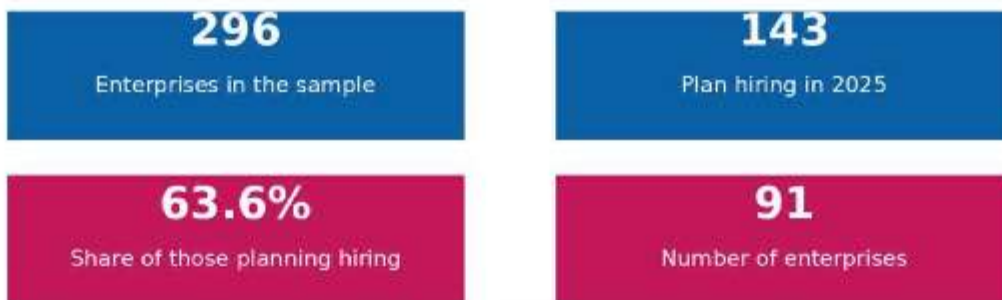 296
Enterprises in the sample
143
Plan hiring in 2025
63.6%
Share of those planning hiring
91
Number of enterprises